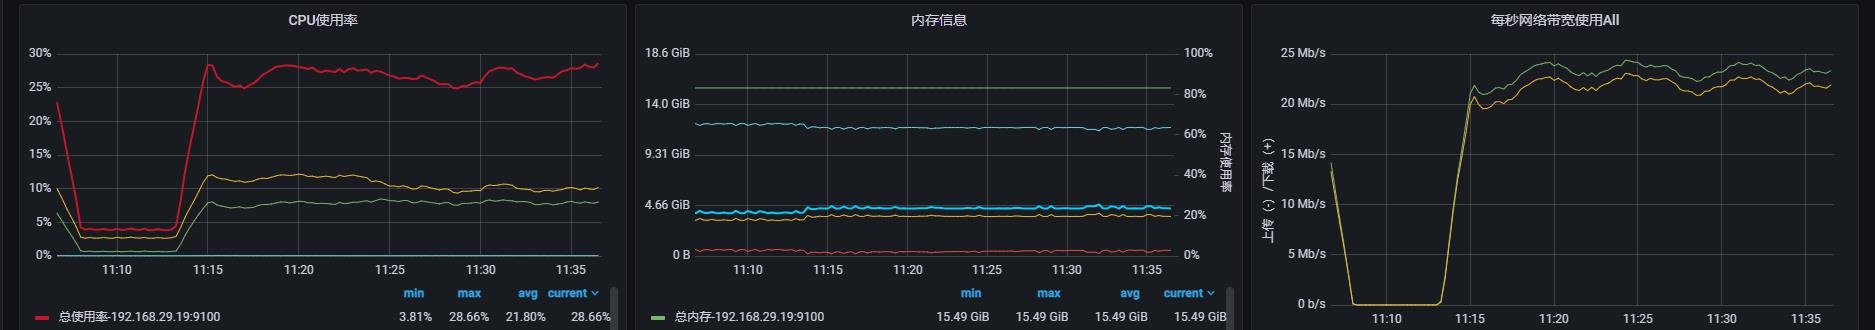 CPU使用率
30%
25%
20%
15%
10%
5%
0%
11:10 11:15 11:20 11:25 11:30 11:35
min max avg current
总使用率-192.168.29.19:9100 3.81% 28.66% 21.80% 28.66%
内存信息
18.6 GiB 100%
14.0 GiB 80%
9.31 GiB 60%
4.66 GiB 40%
0 B 20%
0%
内存使用率
11:10 11:15 11:20 11:25 11:30 11:35
min max avg current
总内存-192.168.29.19:9100 15.49 GiB 15.49 GiB 15.49 GiB 15.49 GiB
每秒网络带宽使用All
上传（-）/下载（+）
25 Mb/s
20 Mb/s
15 Mb/s
10 Mb/s
5 Mb/s
0 b/s
11:10 11:15 11:20 11:25 11:30 11:35